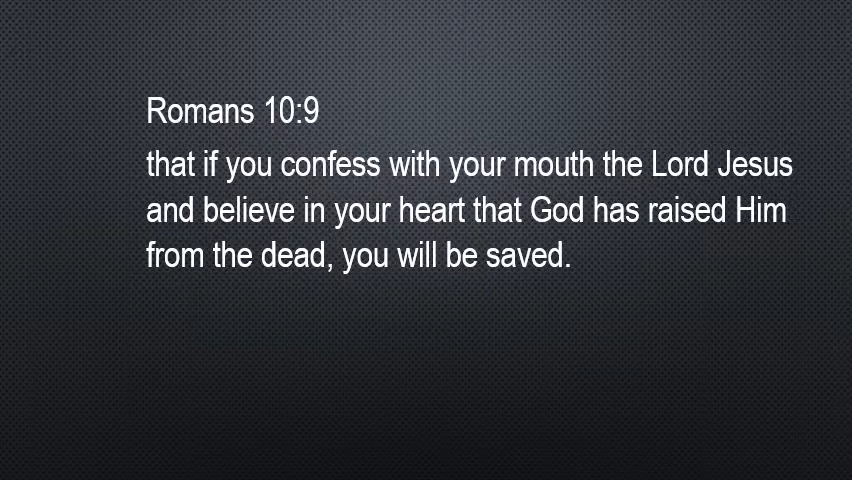 Romans 10:9
that if you confess with your mouth the Lord Jesus
and believe in your heart that God has raised Him
from the dead, you will be saved.